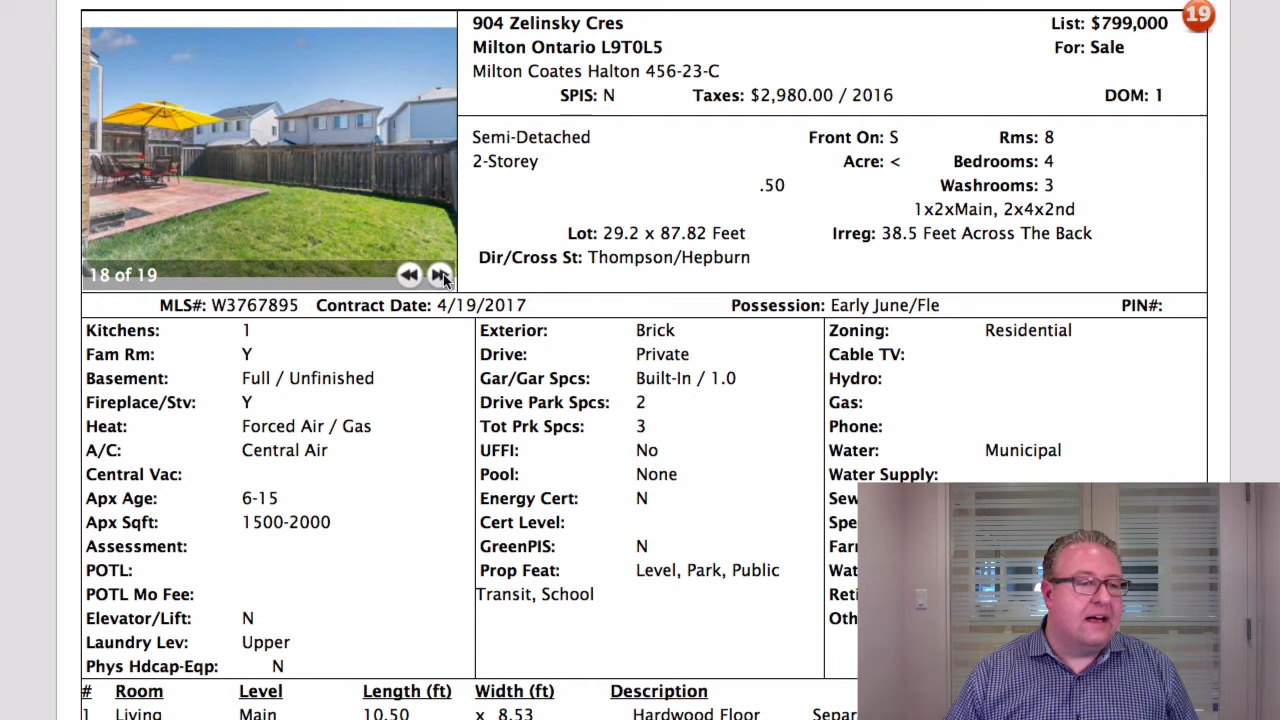 904 Zelinsky Cres List: $799,000 19
Milton Ontario L9T0L5 For: Sale
Milton Coates Halton 456-23-C
SPIS: N Taxes: $2,980.00 / 2016 DOM: 1
Semi-Detached Front On: S Rms: 8
2-Storey Acre: < Bedrooms: 4
.50 Washrooms: 3
1x2xMain, 2x4x2nd
Lot: 29.2 x 87.82 Feet Irreg: 38.5 Feet Across The Back
Dir/Cross St: Thompson/Hepburn
18 of 19
MLS#: W3767895 Contract Date: 4/19/2017 Possession: Early June/Fle PIN#:
Kitchens: 1 Exterior: Brick Zoning: Residential
Fam Rm: Y Drive: Private Cable TV:
Basement: Full / Unfinished Gar/Gar Spcs: Built-In / 1.0 Hydro:
Fireplace/Stv: Y Drive Park Spcs: 2 Gas:
Heat: Forced Air / Gas Tot Prk Spcs: 3 Phone:
A/C: Central Air UFFI: No Water: Municipal
Central Vac: Pool: None Water Supply:
Apx Age: 6-15 Energy Cert: N Sew
Apx Sqft: 1500-2000 Cert Level: Spe
Assessment: GreenPIS: N Farr
POTL: Prop Feat: Level, Park, Public Wat
POTL Mo Fee: Transit, School Reti
Elevator/Lift: N Oth
Laundry Lev: Upper
Phys Hdcap-Eqp: N
# Room Level Length (ft) Width (ft) Description
1 Living Main 10.50 x 8.53 Hardwood Floor Separ